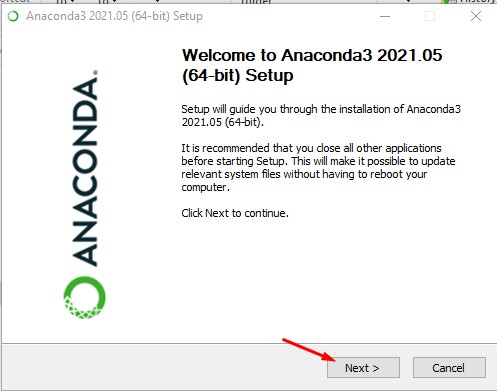 Anaconda3 2021.05 (64-bit) Setup
Welcome to Anaconda3 2021.05
(64-bit) Setup
Setup will guide you through the installation of Anaconda3
2021.05 (64-bit).
It is recommended that you close all other applications
before starting Setup. This will make it possible to update
relevant system files without having to reboot your
computer.
Click Next to continue.
ANACONDA.
Next >
Cancel